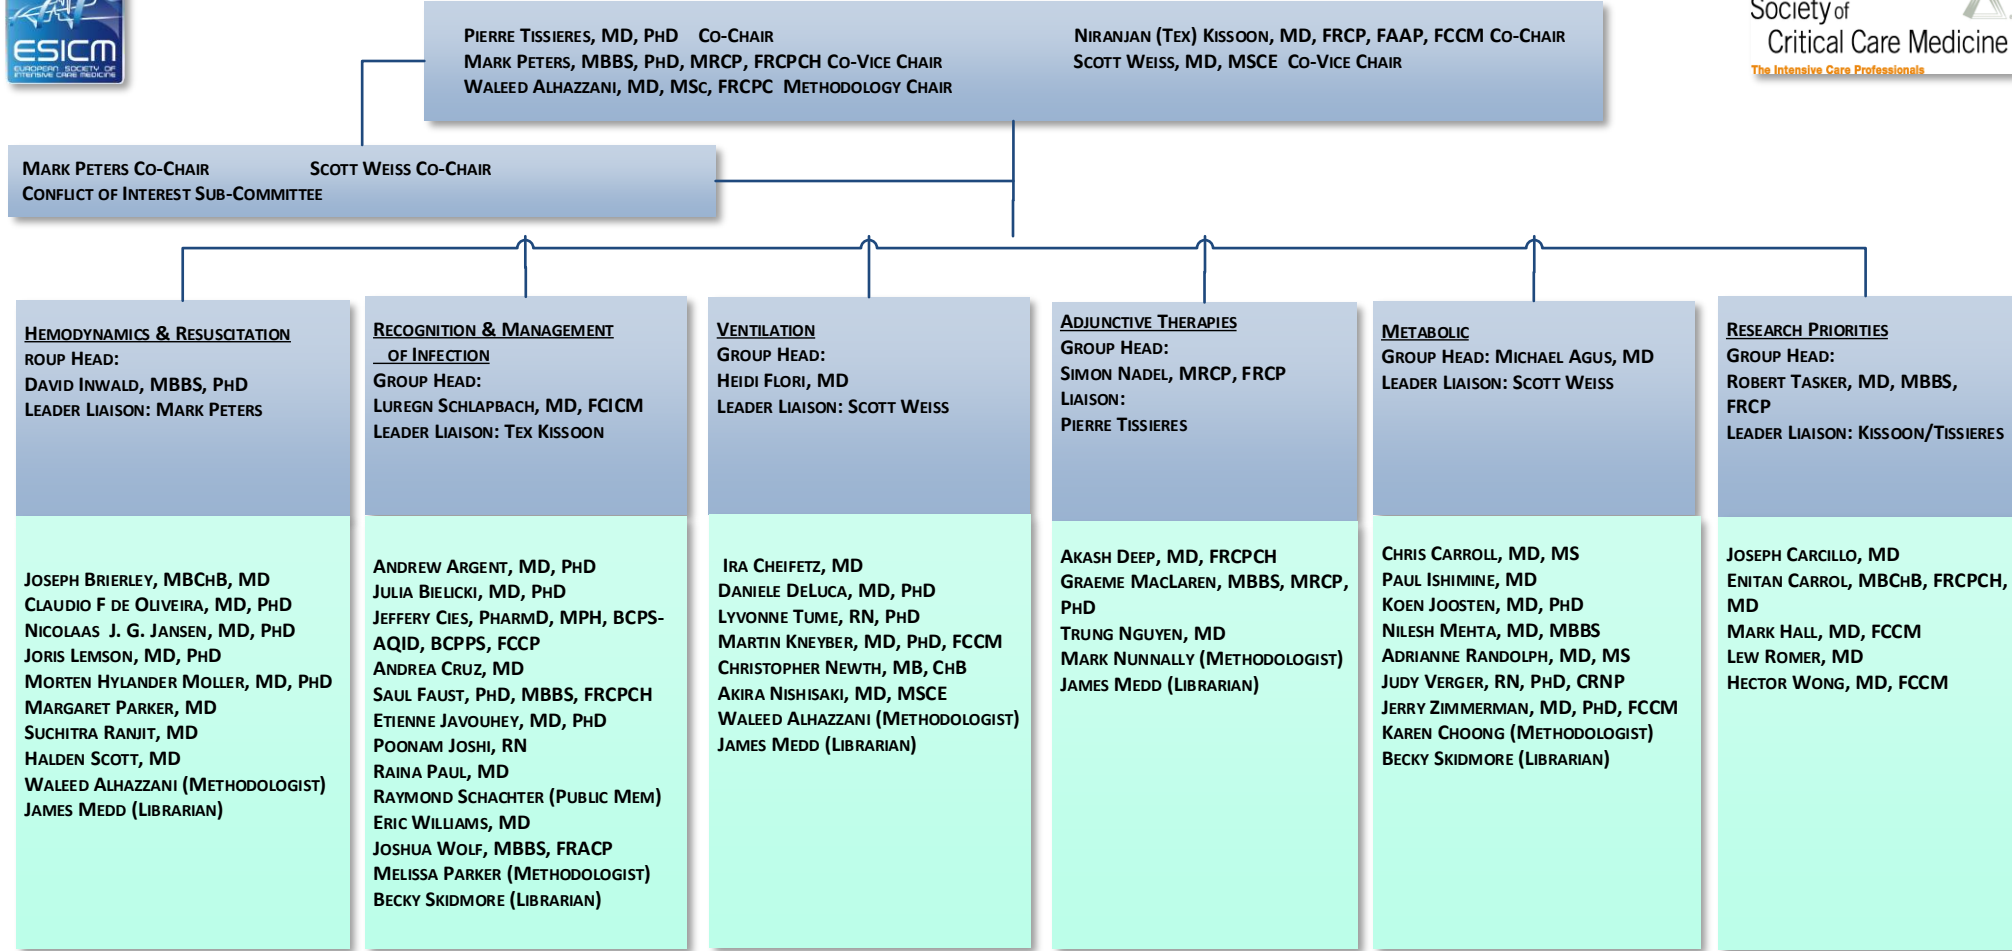 ESICM
EUROPEAN SOCIETY OF
INTENSIVE CARE MEDICINE
Society of
Critical Care Medicine
The Intensive Care Professionals
PIERRE TISSIERES, MD, PHD CO-CHAIR
MARK PETERS, MBBS, PHD, MRCP, FRCPCH CO-VICE CHAIR
WALEED ALHAZZANI, MD, MSC, FRCPC METHODOLOGY CHAIR
NIRANJAN (TEX) KISSOON, MD, FRCP, FAAP, FCCM CO-CHAIR
SCOTT WEISS, MD, MSCE CO-VICE CHAIR
MARK PETERS CO-CHAIR SCOTT WEISS CO-CHAIR
CONFLICT OF INTEREST SUB-COMMITTEE
HEMODYNAMICS & RESUSCITATION
ROUP HEAD:
DAVID INWALD, MBBS, PHD
LEADER LIAISON: MARK PETERS
JOSEPH BRIERLEY, MBCHB, MD
CLAUDIO F DE OLIVEIRA, MD, PHD
NICOLAAS J. G. JANSEN, MD, PHD
JORIS LEMSON, MD, PHD
MORTEN HYLANDER MOLLER, MD, PHD
MARGARET PARKER, MD
SUCHITRA RANJIT, MD
HALDEN SCOTT, MD
WALEED ALHAZZANI (METHODOLOGIST)
JAMES MEDD (LIBRARIAN)
RECOGNITION & MANAGEMENT
OF INFECTION
GROUP HEAD:
LUREGN SCHLAPBACH, MD, FCICM
LEADER LIAISON: TEX KISSOON
ANDREW ARGENT, MD, PHD
JULIA BIELICKI, MD, PHD
JEFFERY CIES, PHARMD, MPH, BCPS-
AQID, BCPPS, FCCP
ANDREA CRUZ, MD
SAUL FAUST, PHD, MBBS, FRCPCH
ETIENNE JAVOUHEY, MD, PHD
POONAM JOSHI, RN
RAINA PAUL, MD
RAYMOND SCHACHTER (PUBLIC MEM)
ERIC WILLIAMS, MD
JOSHUA WOLF, MBBS, FRACP
MELISSA PARKER (METHODOLOGIST)
BECKY SKIDMORE (LIBRARIAN)
VENTILATION
GROUP HEAD:
HEIDI FLORI, MD
LEADER LIAISON: SCOTT WEISS
IRA CHEIFETZ, MD
DANIELE DELUCA, MD, PHD
LYVONNE TUME, RN, PHD
MARTIN KNEYBER, MD, PHD, FCCM
CHRISTOPHER NEWTH, MB, CHB
AKIRA NISHISAKI, MD, MSCE
WALEED ALHAZZANI (METHODOLOGIST)
JAMES MEDD (LIBRARIAN)
ADJUNCTIVE THERAPIES
GROUP HEAD:
SIMON NADEL, MRCP, FRCP
LIAISON:
PIERRE TISSIERES
AKASH DEEP, MD, FRCPCH
GRAEME MACLAREN, MBBS, MRCP,
PHD
TRUNG NGUYEN, MD
MARK NUNNALLY (METHODOLOGIST)
JAMES MEDD (LIBRARIAN)
METABOLIC
GROUP HEAD: MICHAEL AGUS, MD
LEADER LIAISON: SCOTT WEISS
CHRIS CARROLL, MD, MS
PAUL ISHIMINE, MD
KOEN JOOSTEN, MD, PHD
NILESH MEHTA, MD, MBBS
ADRIANNE RANDOLPH, MD, MS
JUDY VERGER, RN, PHD, CRNP
JERRY ZIMMERMAN, MD, PHD, FCCM
KAREN CHOONG (METHODOLOGIST)
BECKY SKIDMORE (LIBRARIAN)
RESEARCH PRIORITIES
GROUP HEAD:
ROBERT TASKER, MD, MBBS,
FRCP
LEADER LIAISON: KISSOON/TISSIERES
JOSEPH CARCILLO, MD
ENITAN CARROL, MBCHB, FRCPCH,
MD
MARK HALL, MD, FCCM
LEW ROMER, MD
HECTOR WONG, MD, FCCM